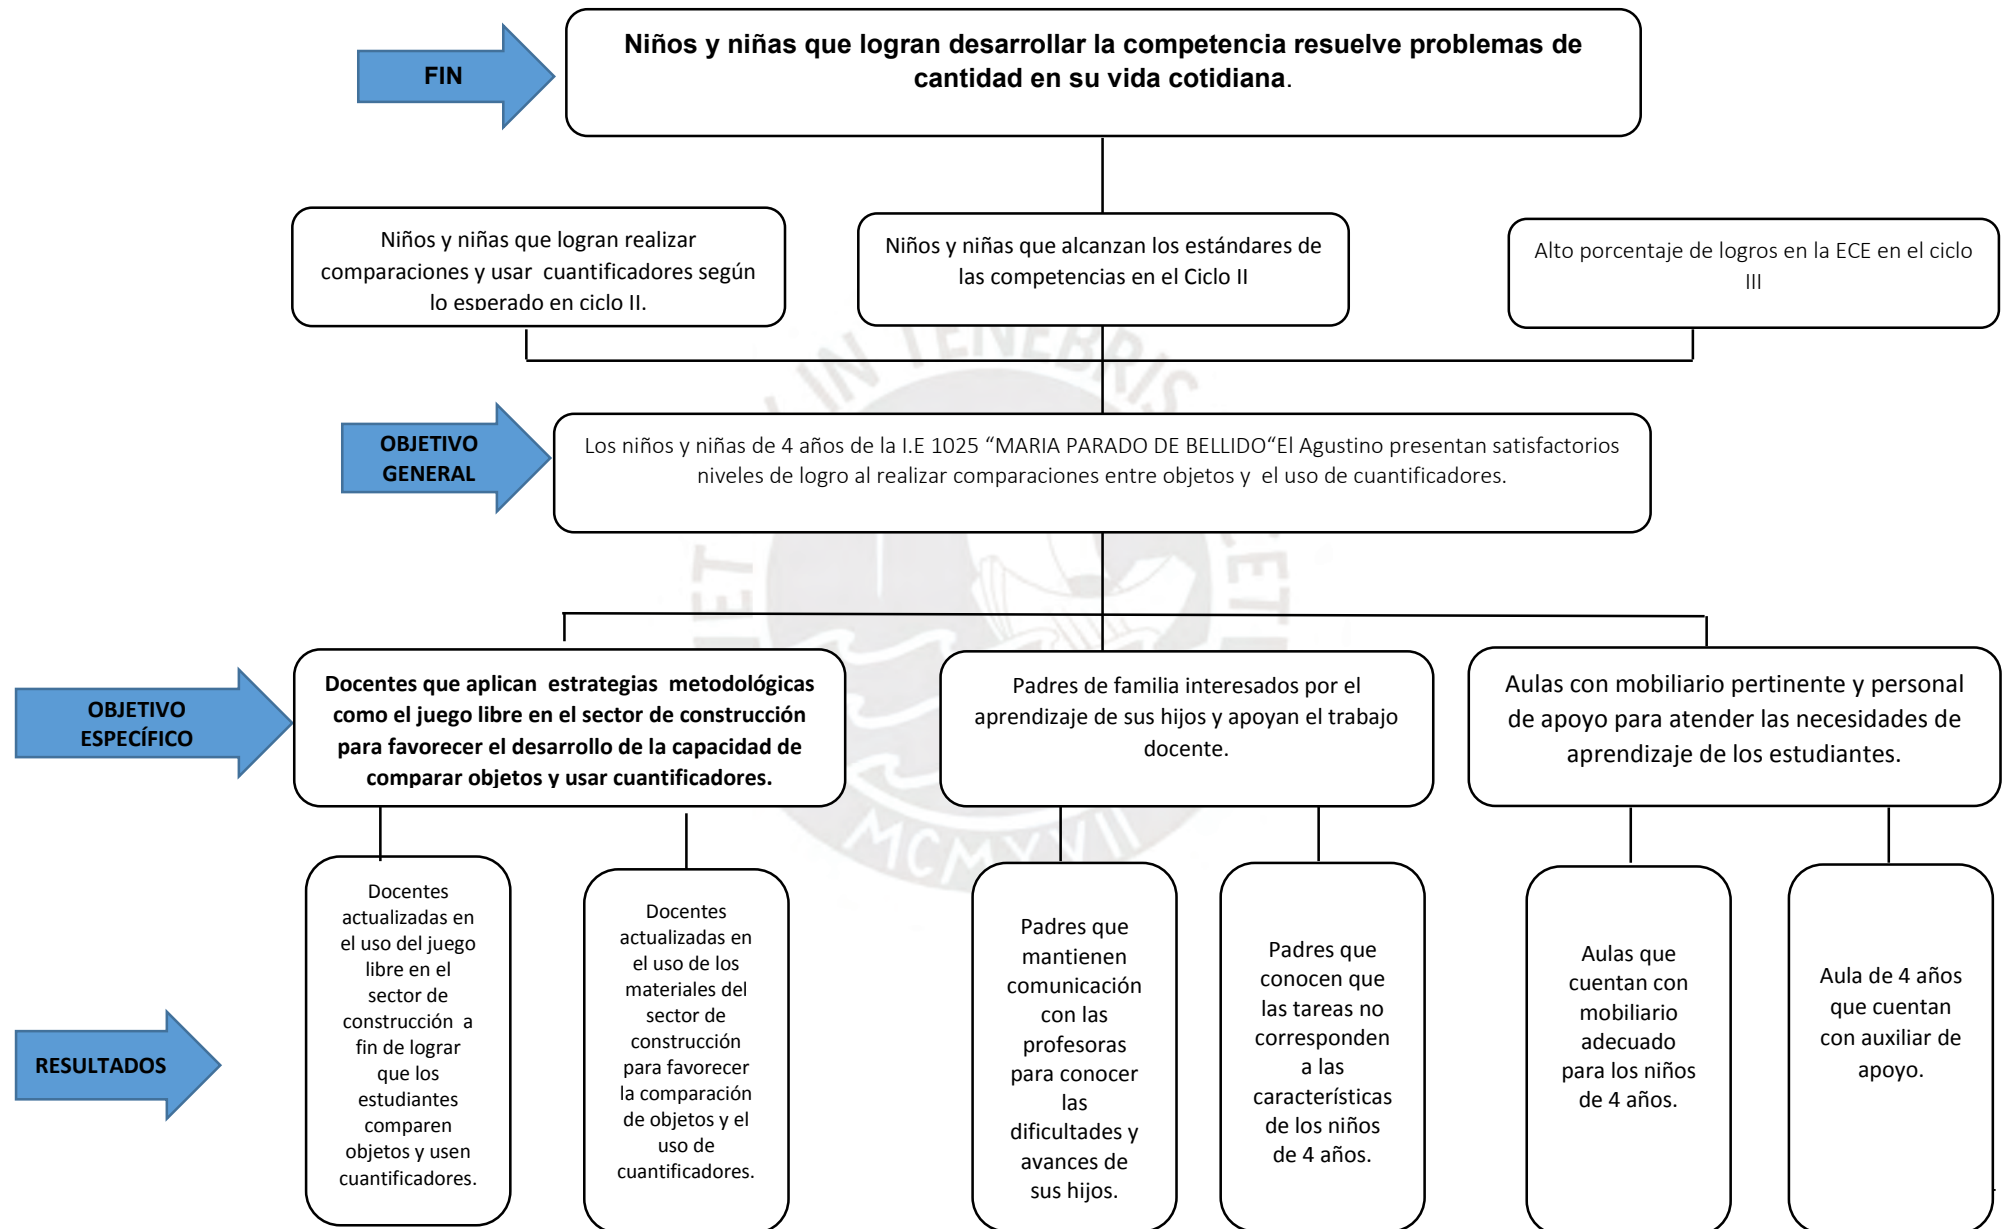 FIN
Niños y niñas que logran desarrollar la competencia resuelve problemas de
cantidad en su vida cotidiana.
Niños y niñas que logran realizar
comparaciones y usar cuantificadores según
lo esperado en ciclo II.
Niños y niñas que alcanzan los estándares de
las competencias en el Ciclo II
Alto porcentaje de logros en la ECE en el ciclo
III
IN TENEBRIS
OBJETIVO
GENERAL
Los niños y niñas de 4 años de la I.E 1025 “MARIA PARADO DE BELLIDO“El Agustino presentan satisfactorios
niveles de logro al realizar comparaciones entre objetos y el uso de cuantificadores.
OBJETIVO
ESPECÍFICO
Docentes que aplican estrategias metodológicas
como el juego libre en el sector de construcción
para favorecer el desarrollo de la capacidad de
comparar objetos y usar cuantificadores.
Padres de familia interesados por el
aprendizaje de sus hijos y apoyan el trabajo
docente.
Aulas con mobiliario pertinente y personal
de apoyo para atender las necesidades de
aprendizaje de los estudiantes.
MCMXVII
RESULTADOS
Docentes
actualizadas en
el uso del juego
libre en el
sector de
construcción a
fin de lograr
que los
estudiantes
comparen
objetos y usen
cuantificadores.
Docentes
actualizadas en
el uso de los
materiales del
sector de
construcción
para favorecer
la comparación
de objetos y el
uso de
cuantificadores.
Padres que
mantienen
comunicación
con las
profesoras
para conocer
las
dificultades y
avances de
sus hijos.
Padres que
conocen que
las tareas no
corresponden
a las
características
de los niños
de 4 años.
Aulas que
cuentan con
mobiliario
adecuado
para los niños
de 4 años.
Aula de 4 años
que cuentan
con auxiliar de
apoyo.